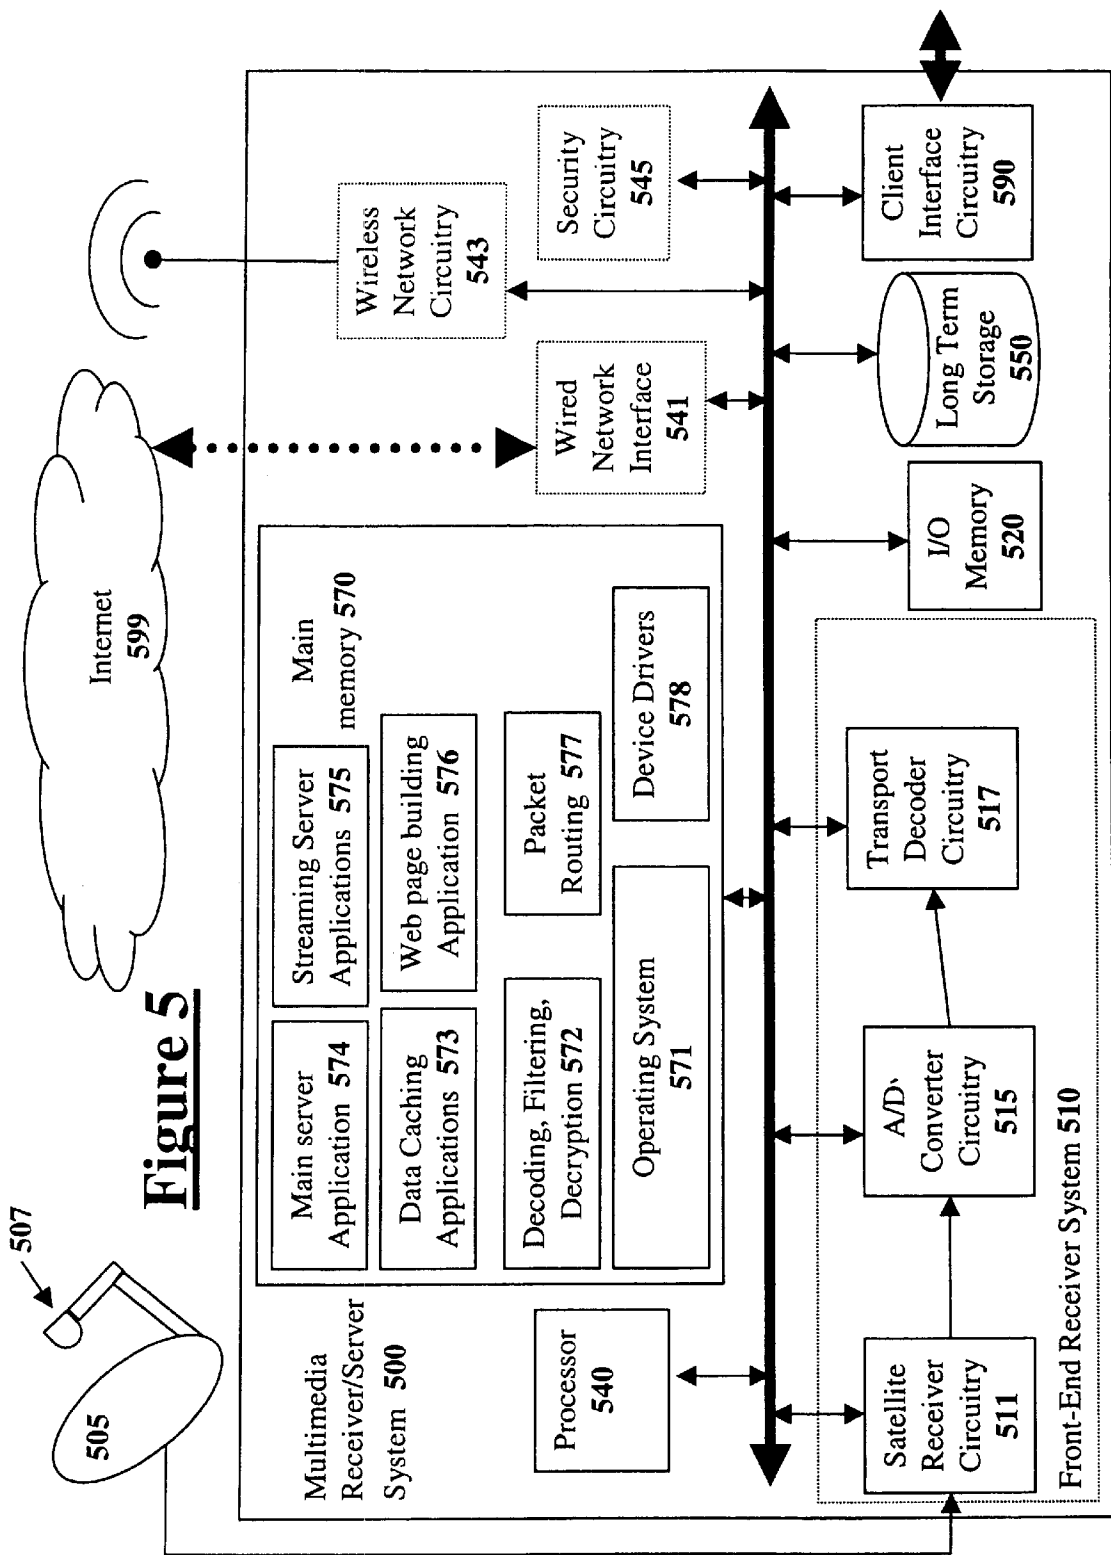 507
505
Figure 5
Internet
599
Multimedia
Receiver/Server
System 500
Main server
Application 574
Streaming Server
Applications 575
Main
memory 570
Data Caching
Applications 573
Web page building
Application 576
Decoding, Filtering,
Decryption 572
Packet
Routing 577
Operating System
571
Device Drivers
578
Processor
540
Wired
Network
Interface
541
Wireless
Network
Circuitry
543
Security
Circuitry
545
Satellite
Receiver
Circuitry
511
A/D
Converter
Circuitry
515
Transport
Decoder
Circuitry
517
Front-End Receiver System 510
I/O
Memory
520
Long Term
Storage
550
Client
Interface
Circuitry
590